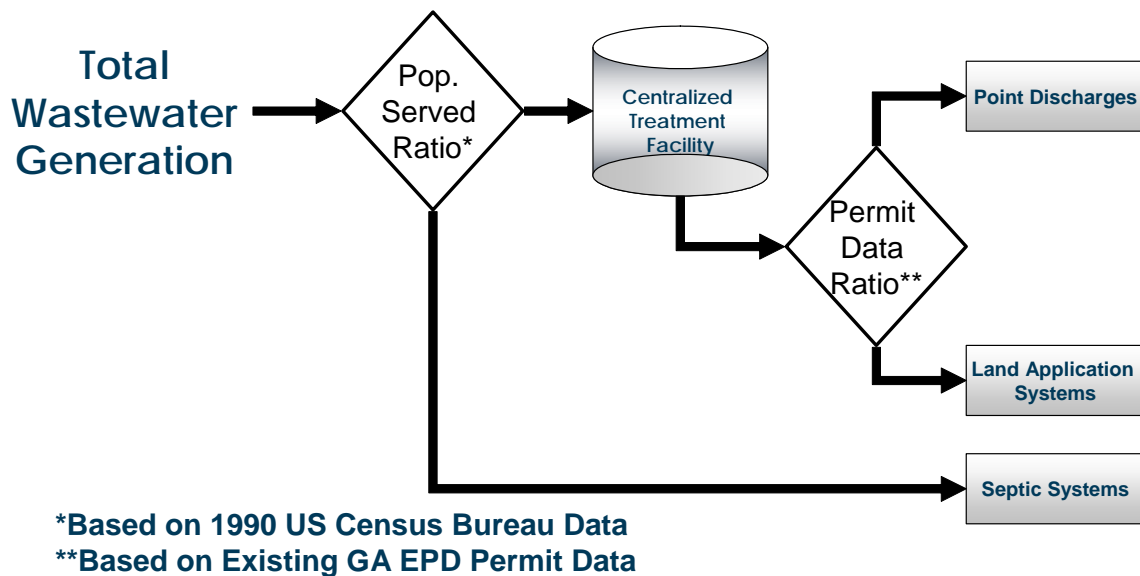 Total
Wastewater
Generation
Pop.
Served
Ratio*
Centralized
Treatment
Facility
Point Discharges
Permit
Data
Ratio**
Land Application
Systems
Septic Systems
*Based on 1990 US Census Bureau Data
**Based on Existing GA EPD Permit Data